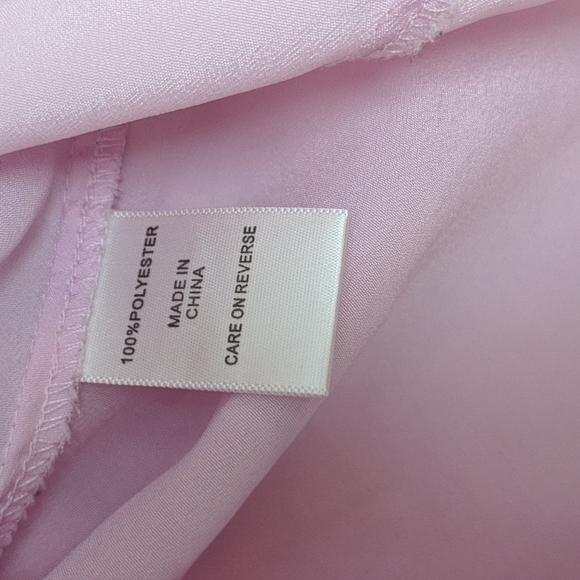 100%POLYESTER
MADE IN
CHINA
CARE ON REVERSE